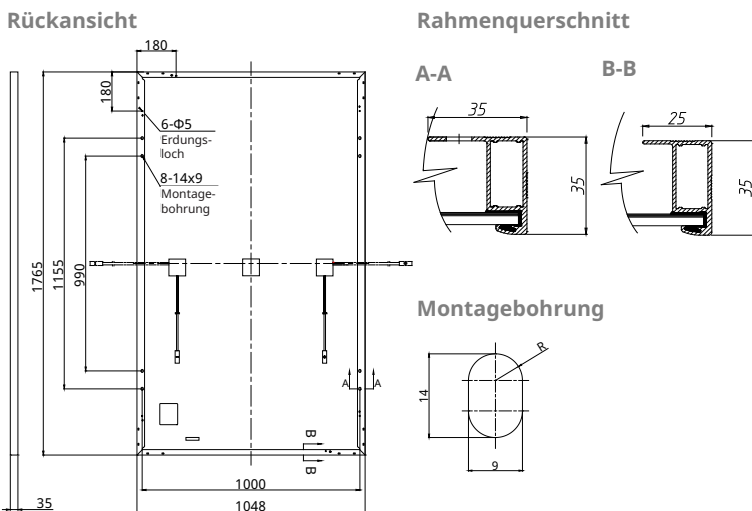 Rückansicht
180
180
6-Φ5
Erdungs-
loch
8-14x9
Montage-
bohrung
1765
1155
990
A
A
B
B
1000
1048
35
Rahmenquerschnitt
A-A
35
35
B-B
25
35
Montagebohrung
R
14
9